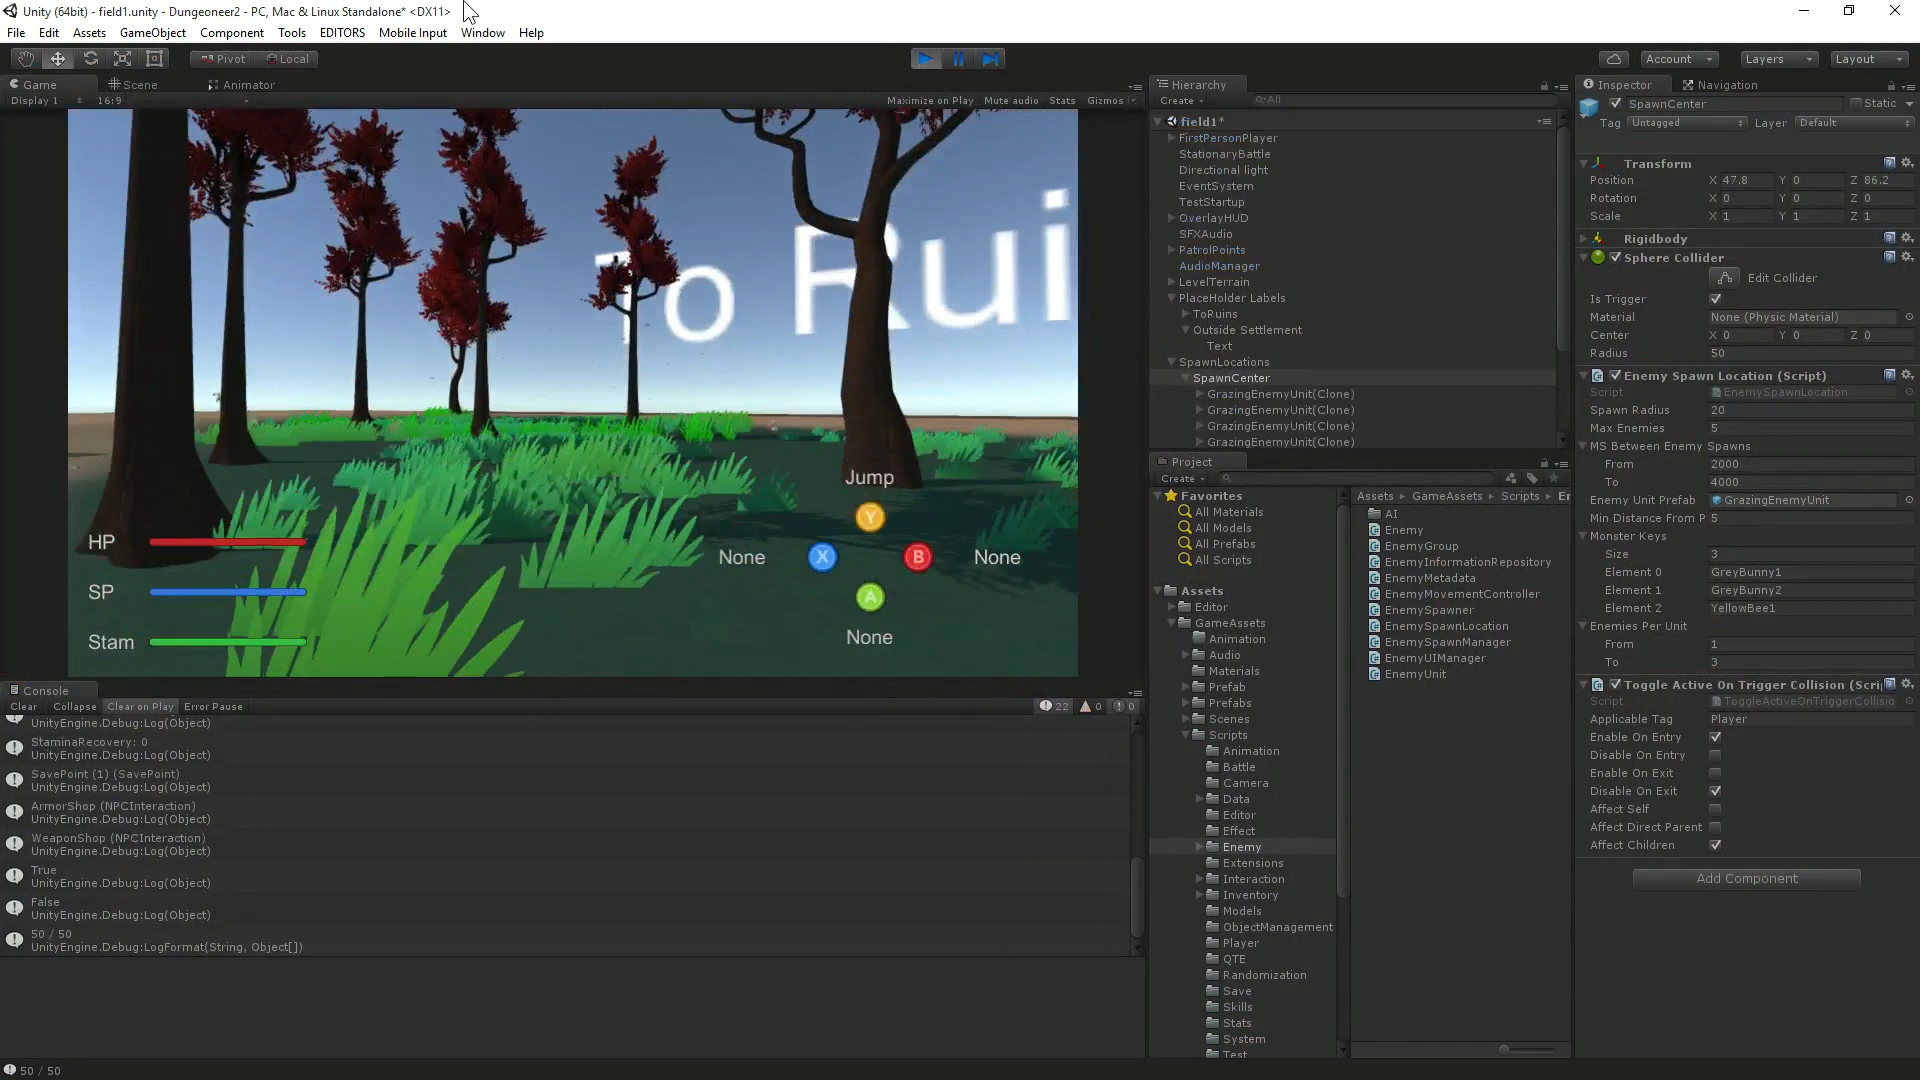 Unity (64bit) - field1.unity - Dungeoneer2 - PC, Mac & Linux Standalone* <DX11>
File Edit Assets GameObject Component Tools EDITORS Mobile Input Window Help
Pivot Local Account Layers Layout
Game Scene Animator
Display 1 16:9 Maximize on Play Mute audio Stats Gizmos
To Rui
HP
SP
Stam
Jump
Y
None X B None
A
None
Console
Clear Collapse Clear on Play Error Pause 22 0 0
UnityEngine.Debug:Log(Object)
StaminaRecovery: 0
UnityEngine.Debug:Log(Object)
SavePoint (1) (SavePoint)
UnityEngine.Debug:Log(Object)
ArmorShop (NPCInteraction)
UnityEngine.Debug:Log(Object)
WeaponShop (NPCInteraction)
UnityEngine.Debug:Log(Object)
True
UnityEngine.Debug:Log(Object)
False
UnityEngine.Debug:Log(Object)
50 / 50
UnityEngine.Debug:LogFormat(String, Object[])
50 / 50
Hierarchy
Create All
field1*
FirstPersonPlayer
StationaryBattle
Directional light
EventSystem
TestStartup
OverlayHUD
SFXAudio
PatrolPoints
AudioManager
LevelTerrain
PlaceHolder Labels
ToRuins
Outside Settlement
Text
SpawnLocations
SpawnCenter
GrazingEnemyUnit(Clone)
GrazingEnemyUnit(Clone)
GrazingEnemyUnit(Clone)
GrazingEnemyUnit(Clone)
Project
Create
Favorites
All Materials
All Models
All Prefabs
All Scripts
Assets
Editor
GameAssets
Animation
Audio
Materials
Prefab
Prefabs
Scenes
Scripts
Animation
Battle
Camera
Data
Editor
Effect
Enemy
Extensions
Interaction
Inventory
Models
ObjectManagement
Player
QTE
Randomization
Save
Skills
Stats
System
Test
Assets GameAssets Scripts En
AI
Enemy
EnemyGroup
EnemyInformationRepository
EnemyMetadata
EnemyMovementController
EnemySpawner
EnemySpawnLocation
EnemySpawnManager
EnemyUIManager
EnemyUnit
Inspector Navigation
SpawnCenter Static
Tag Untagged Layer Default
Transform
Position X 47.8 Y 0 Z 86.2
Rotation X 0 Y 0 Z 0
Scale X 1 Y 1 Z 1
Rigidbody
Sphere Collider
Edit Collider
Is Trigger
Material None (Physic Material)
Center X 0 Y 0 Z 0
Radius 50
Enemy Spawn Location (Script)
Script EnemySpawnLocation
Spawn Radius 20
Max Enemies 5
MS Between Enemy Spawns
From 2000
To 4000
Enemy Unit Prefab GrazingEnemyUnit
Min Distance From P 5
Monster Keys
Size 3
Element 0 GreyBunny1
Element 1 GreyBunny2
Element 2 YellowBee1
Enemies Per Unit
From 1
To 3
Toggle Active On Trigger Collision (Scri
Script ToggleActiveOnTriggerCollisio
Applicable Tag Player
Enable On Entry
Disable On Entry
Enable On Exit
Disable On Exit
Affect Self
Affect Direct Parent
Affect Children
Add Component